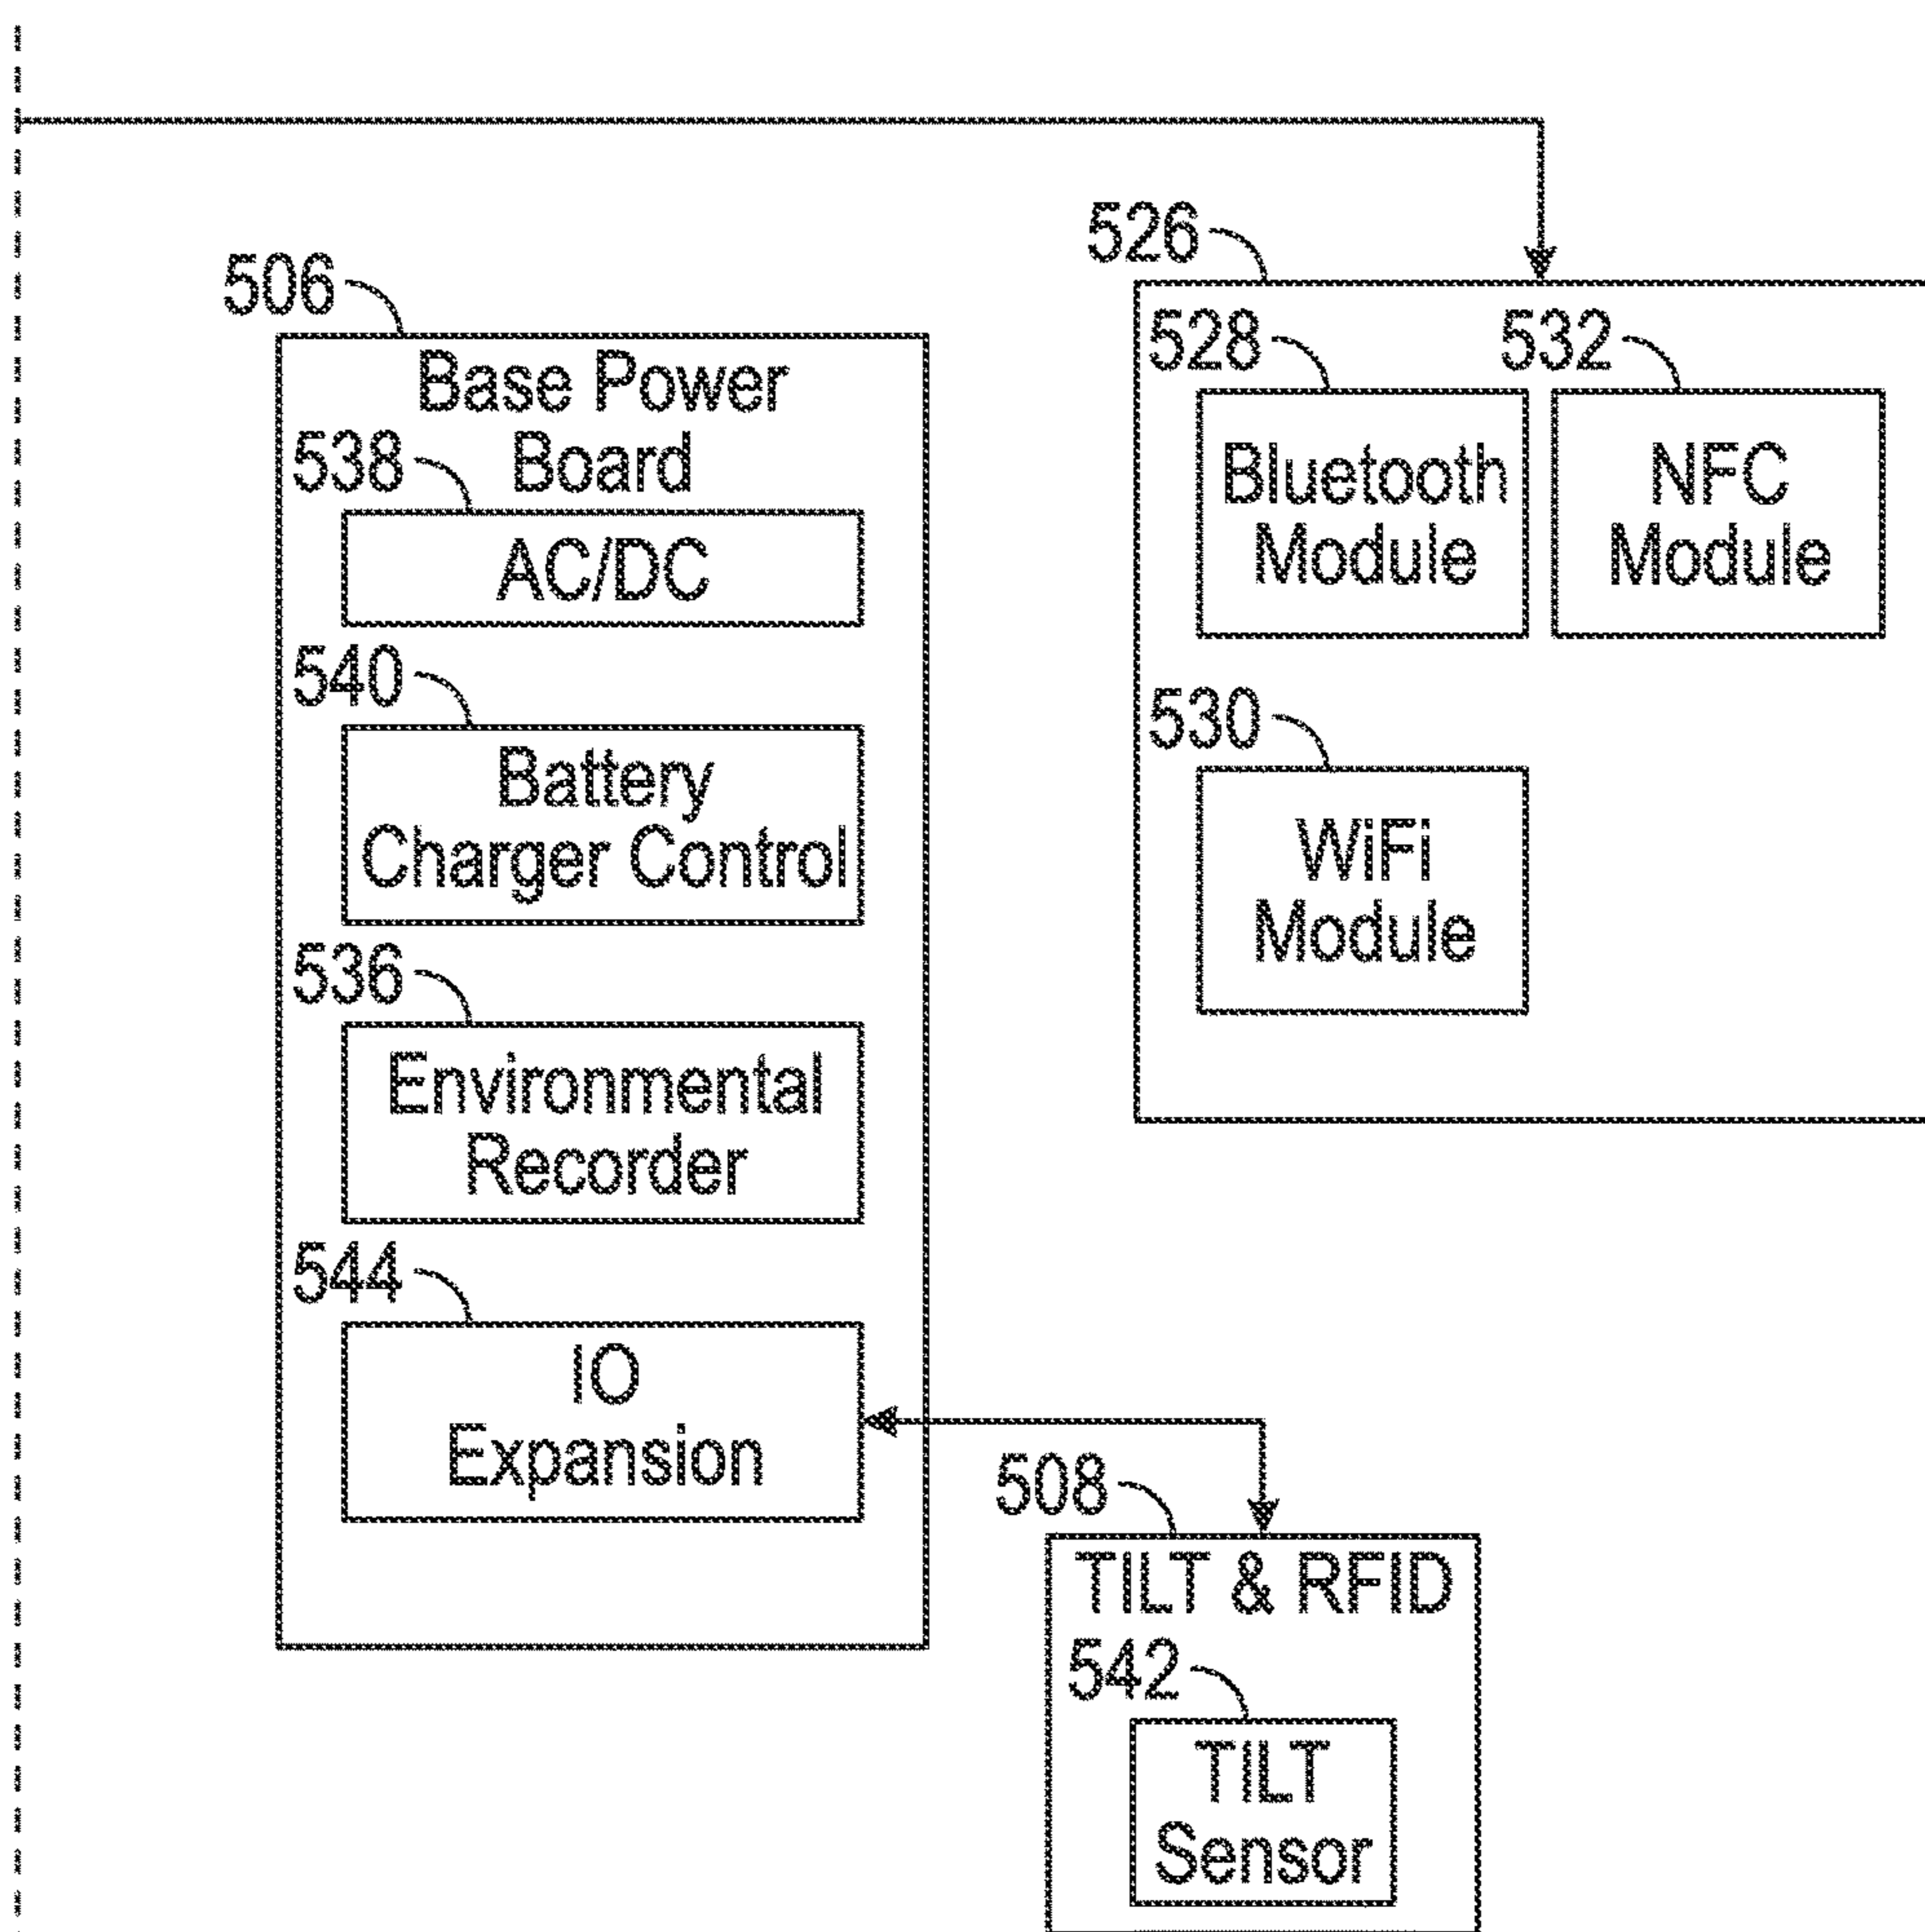 506
Base Power
Board
538
AC/DC
540
Battery
Charger Control
536
Environmental
Recorder
544
IO
Expansion
526
528
Bluetooth
Module
532
NFC
Module
530
WiFi
Module
508
TILT & RFID
542
TILT
Sensor